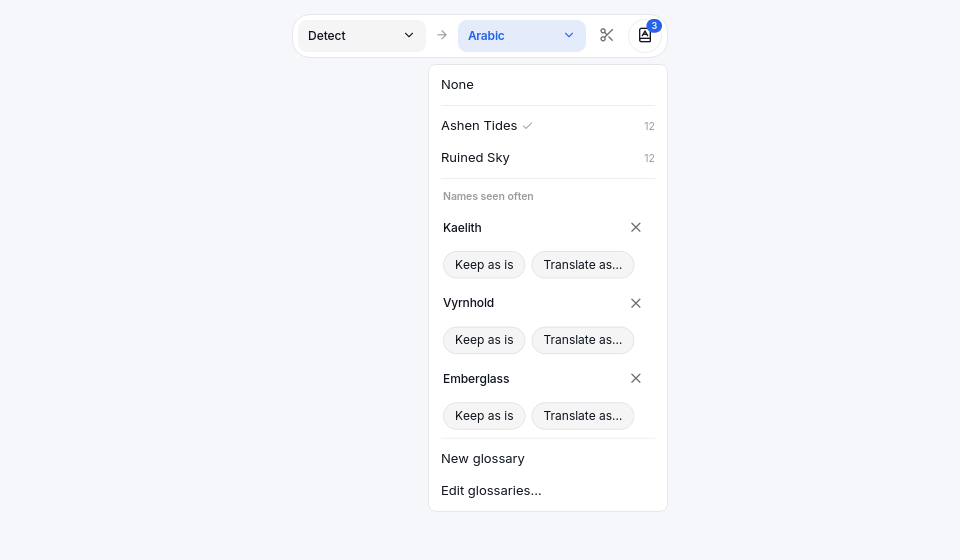 Detect
Arabic
3
None
Ashen Tides 12
Ruined Sky 12
Names seen often
Kaelith
Keep as is Translate as...
Vyrnhold
Keep as is Translate as...
Emberglass
Keep as is Translate as...
New glossary
Edit glossaries...